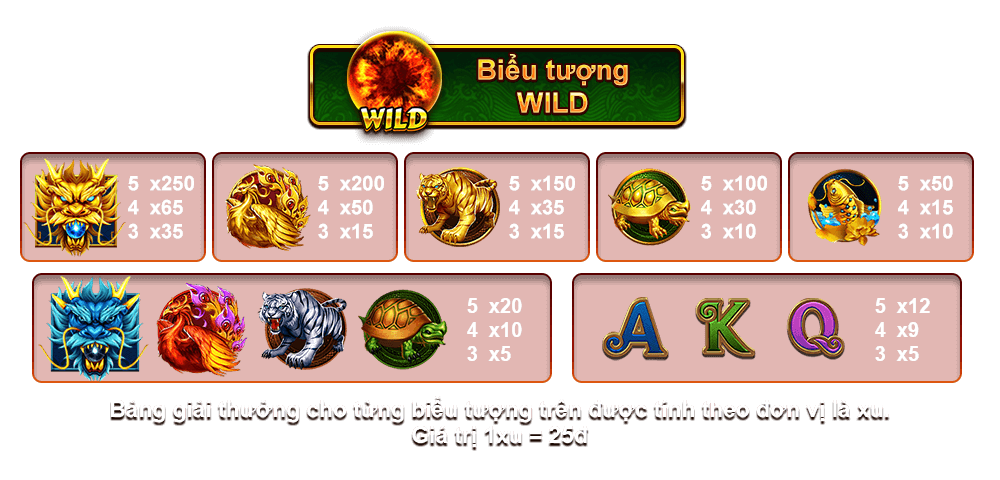 WILD
Biểu tượng
WILD
5 x250
4 x65
3 x35
5 x200
4 x50
3 x15
5 x150
4 x35
3 x15
5 x100
4 x30
3 x10
5 x50
4 x15
3 x10
5 x20
4 x10
3 x5
A K Q
5 x12
4 x9
3 x5
Bảng giải thưởng cho từng biểu tượng trên được tính theo đơn vị là xu.
Giá trị 1xu = 25đ